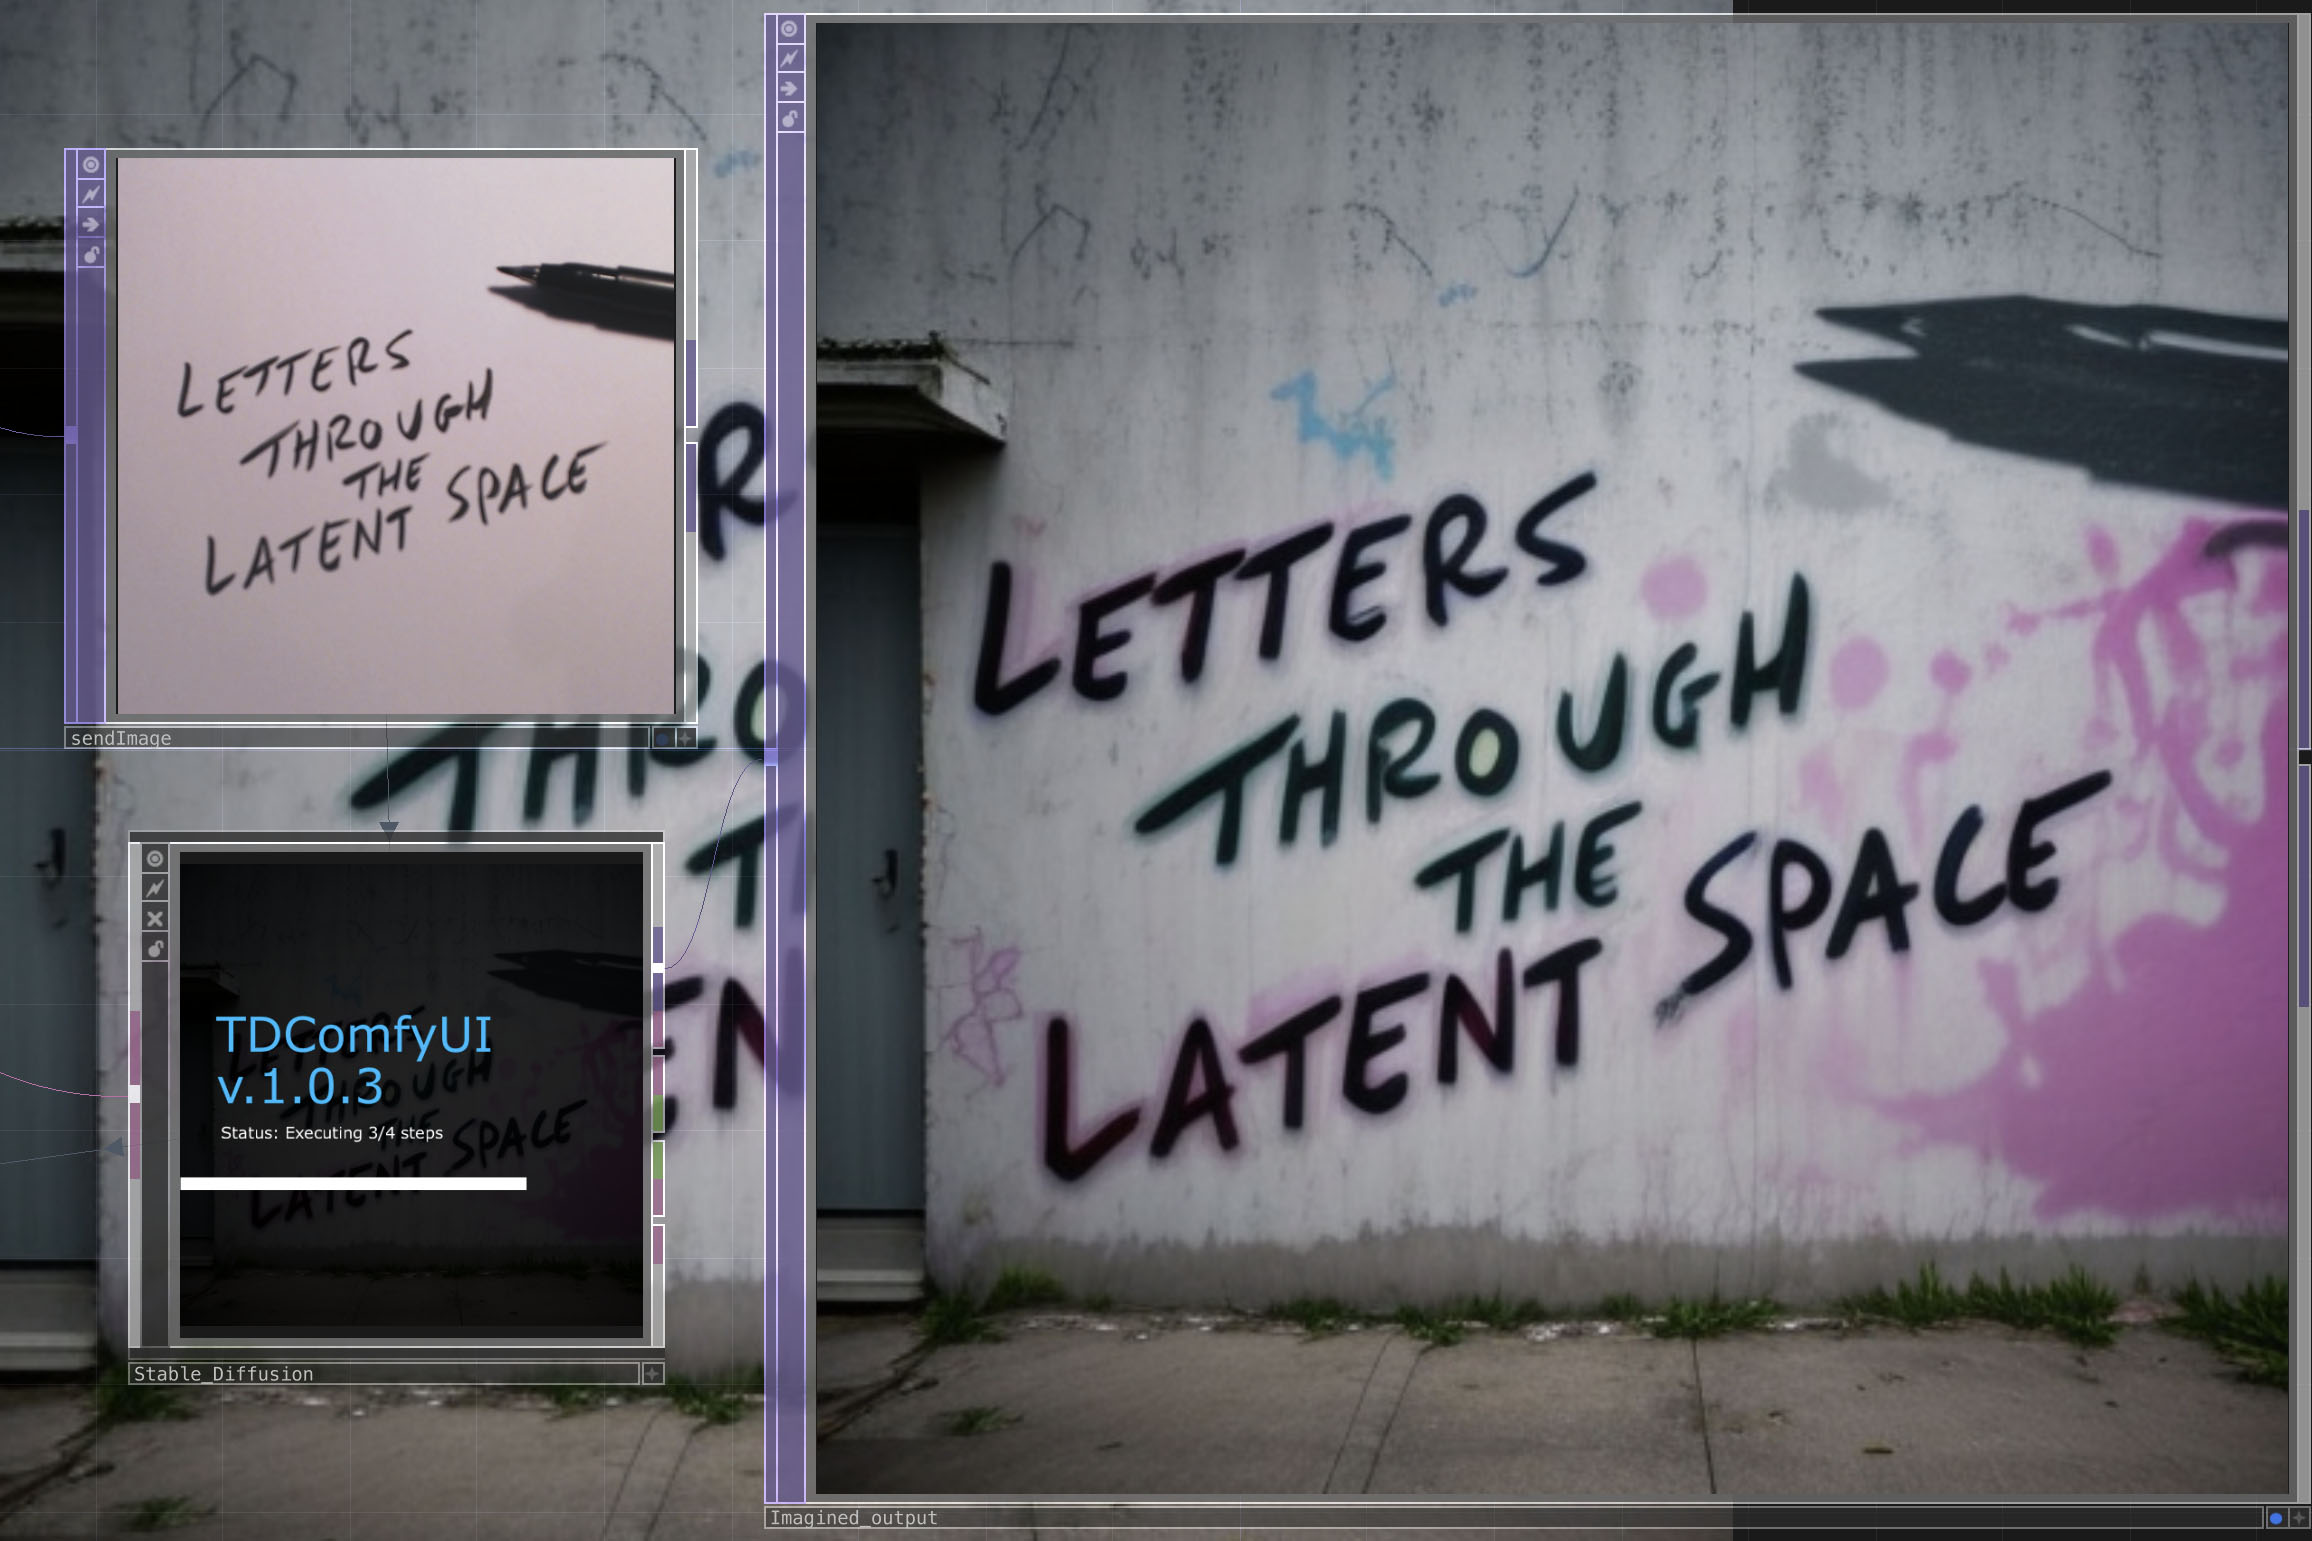 LETTERS
THROUGH
THE
LATENT SPACE
sendImage
TDComfyUI
v.1.0.3
Status: Executing 3/4 steps
Stable_Diffusion
LETTERS
THROUGH
THE
LATENT SPACE
Imagined_output